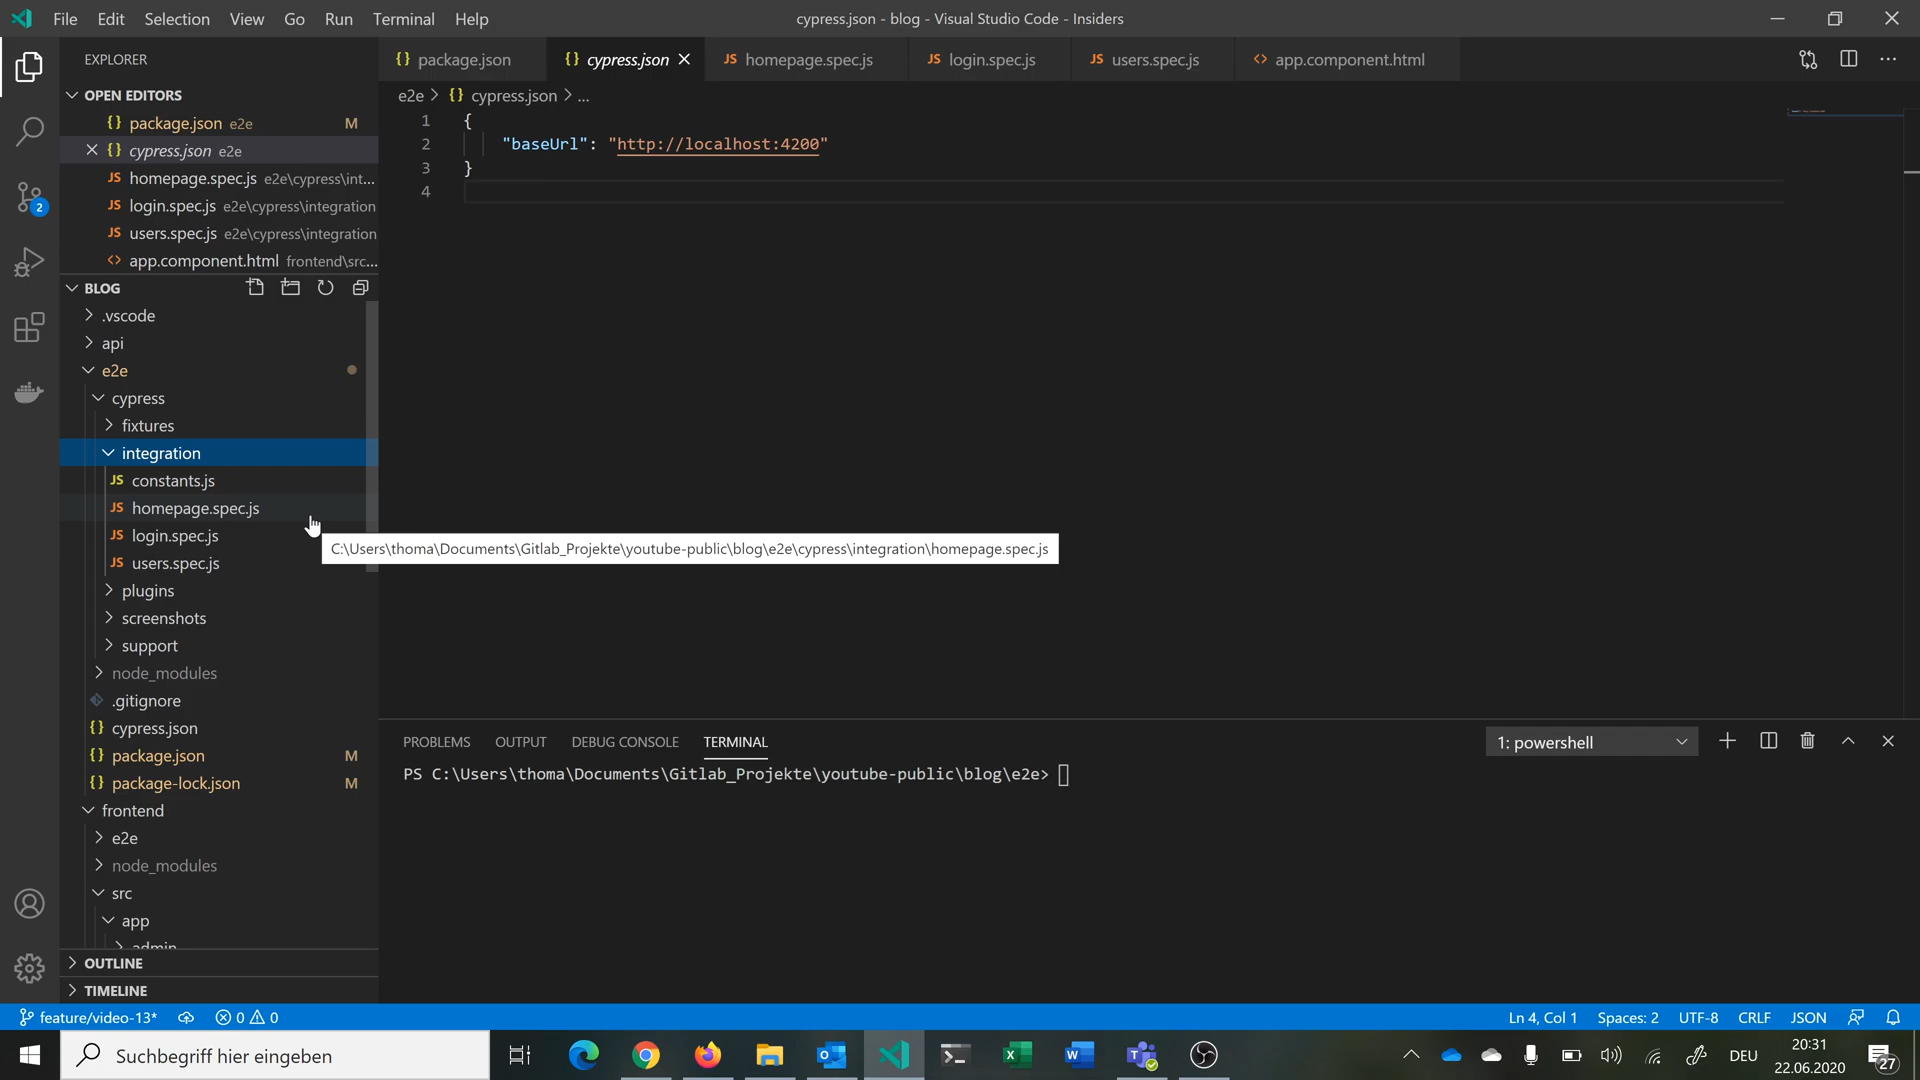 File Edit Selection View Go Run Terminal Help
cypress.json - blog - Visual Studio Code - Insiders
EXPLORER
OPEN EDITORS
{} package.json e2e M
{} cypress.json e2e
JS homepage.spec.js e2e\cypress\int...
JS login.spec.js e2e\cypress\integration
JS users.spec.js e2e\cypress\integration
<> app.component.html frontend\src...
BLOG
.vscode
api
e2e
cypress
fixtures
integration
JS constants.js
JS homepage.spec.js
JS login.spec.js
JS users.spec.js
plugins
screenshots
support
node_modules
.gitignore
{} cypress.json
{} package.json M
{} package-lock.json M
frontend
e2e
node_modules
src
app
admin
OUTLINE
TIMELINE
2
{} package.json {} cypress.json JS homepage.spec.js JS login.spec.js JS users.spec.js <> app.component.html
e2e > {} cypress.json > ...
1 {
2 "baseUrl": "http://localhost:4200"
3 }
4
C:\Users\thoma\Documents\Gitlab_Projekte\youtube-public\blog\e2e\cypress\integration\homepage.spec.js
PROBLEMS OUTPUT DEBUG CONSOLE TERMINAL
1: powershell
PS C:\Users\thoma\Documents\Gitlab_Projekte\youtube-public\blog\e2e>
feature/video-13* 0 0
Ln 4, Col 1 Spaces: 2 UTF-8 CRLF JSON
Suchbegriff hier eingeben
DEU
20:31
22.06.2020
27